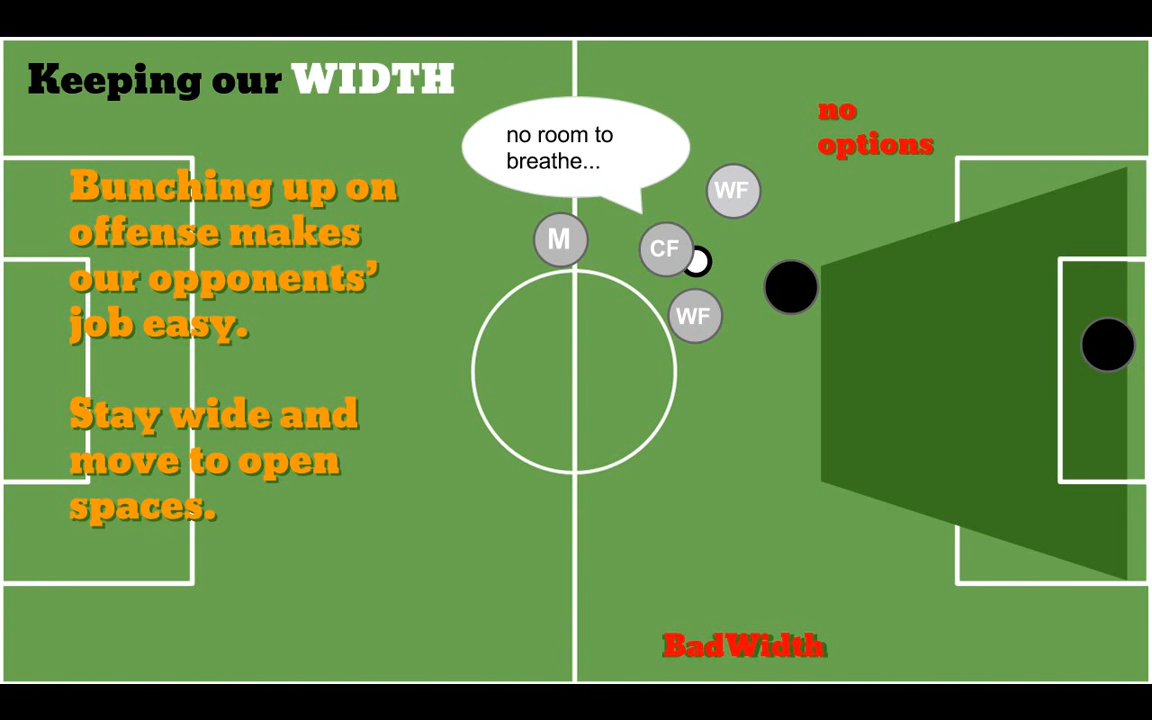 Keeping our WIDTH
no room to
breathe...
no
options
Bunching up on
offense makes
our opponents'
job easy.
Stay wide and
move to open
spaces.
WF
M
CF
WF
BadWidth